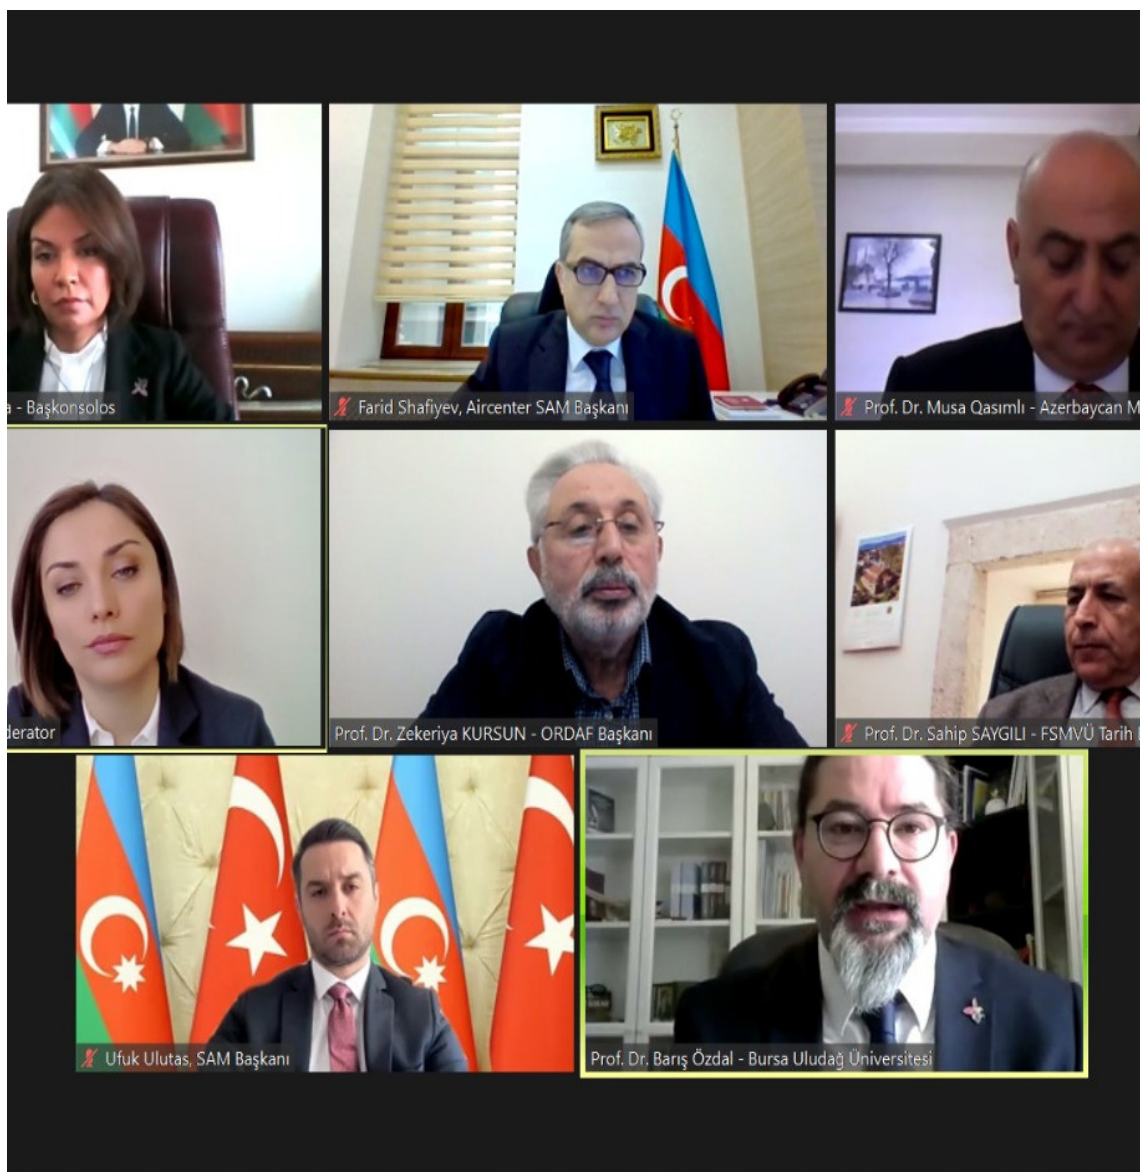 a - Başkonsolos
Farid Shafiyev, Aircenter SAM Başkanı
Prof. Dr. Musa Qasımlı - Azerbaycan M
derator
Prof. Dr. Zekeriya KURSUN - ORDAF Başkanı
Prof. Dr. Sahip SAYGILI - FSMVÜ Tarih
Ufuk Ulutas, SAM Başkanı
Prof. Dr. Barış Özdal - Bursa Uludağ Üniversitesi